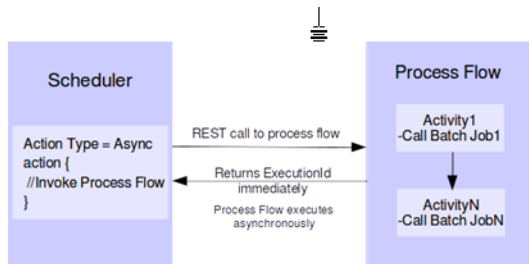 Scheduler
Action Type = Async
action {
//Invoke Process Flow
}
REST call to process flow
Returns ExecutionId
immediately
Process Flow executes
asynchronously
Process Flow
Activity1
-Call Batch Job1
ActivityN
-Call Batch JobN